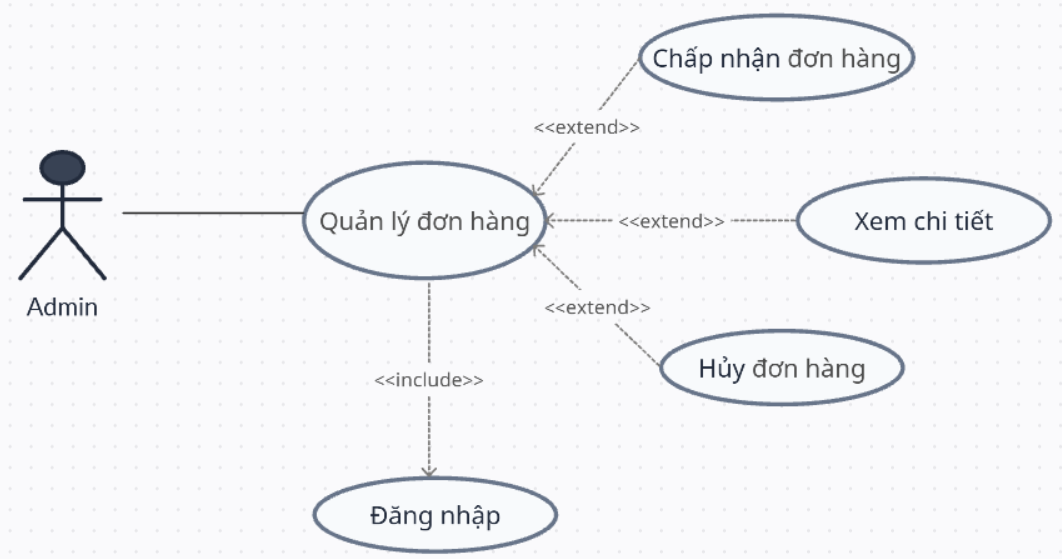 Chấp nhận đơn hàng
<<extend>>
Quản lý đơn hàng
<<extend>>
Xem chi tiết
Admin
<<extend>>
Hủy đơn hàng
<<include>>
Đăng nhập